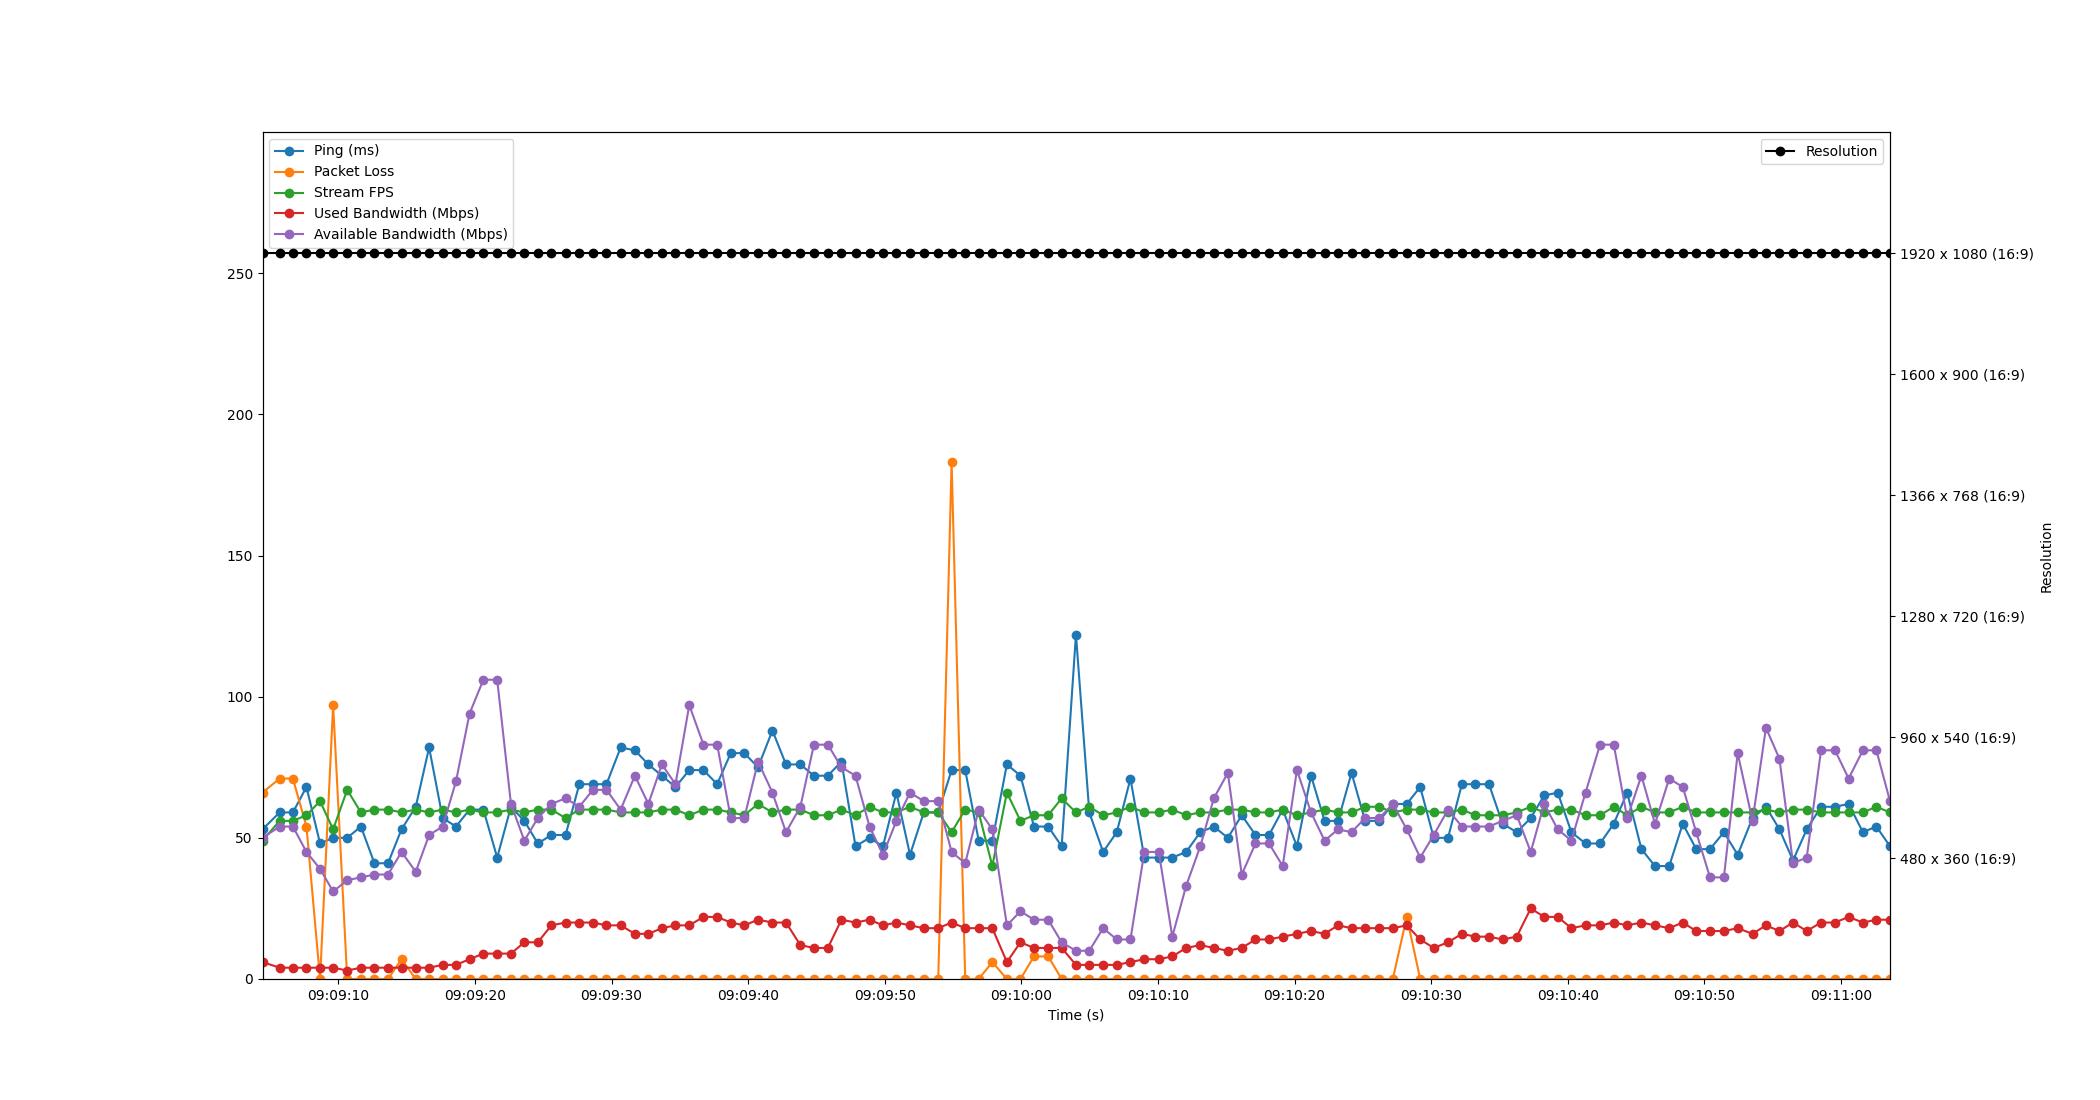 Ping (ms)
Packet Loss
Stream FPS
Used Bandwidth (Mbps)
Available Bandwidth (Mbps)
Resolution
250
200
150
100
50
0
1920 x 1080 (16:9)
1600 x 900 (16:9)
1366 x 768 (16:9)
1280 x 720 (16:9)
960 x 540 (16:9)
480 x 360 (16:9)
Resolution
09:09:10 09:09:20 09:09:30 09:09:40 09:09:50 09:10:00 09:10:10 09:10:20 09:10:30 09:10:40 09:10:50 09:11:00
Time (s)